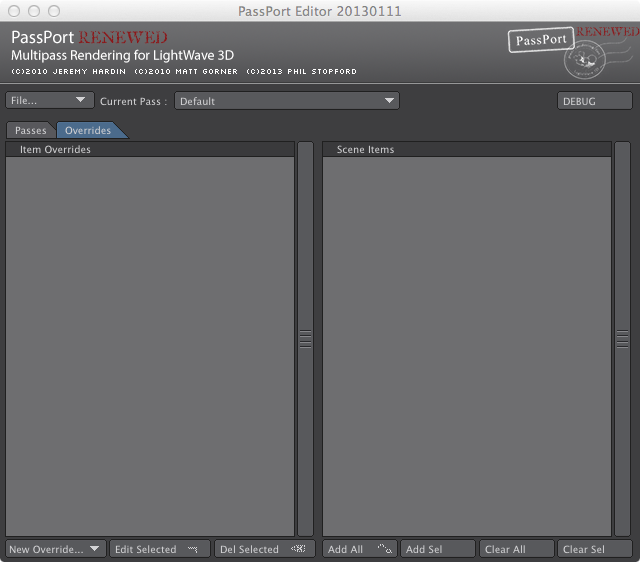 PassPort Editor 20130111
PassPort RENEWED
Multipass Rendering for LightWave 3D
(C)2010 JEREMY HARDIN (C)2010 MATT GORNER (C)2013 PHIL STOPFORD
PassPort RENEWED
File... Current Pass : Default DEBUG
Passes Overrides
Item Overrides Scene Items
New Override... Edit Selected Del Selected Add All Add Sel Clear All Clear Sel